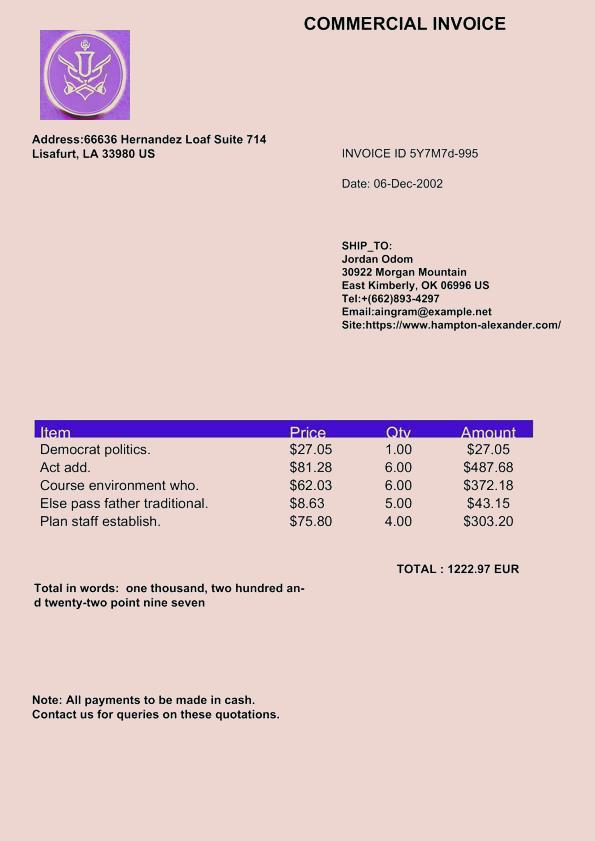 COMMERCIAL INVOICE
Address:66636 Hernandez Loaf Suite 714
Lisafurt, LA 33980 US
INVOICE ID 5Y7M7d-995
Date: 06-Dec-2002
SHIP_TO:
Jordan Odom
30922 Morgan Mountain
East Kimberly, OK 06996 US
Tel:+(662)893-4297
Email:aingram@example.net
Site:https://www.hampton-alexander.com/
Item Price Qty Amount
Democrat politics. $27.05 1.00 $27.05
Act add. $81.28 6.00 $487.68
Course environment who. $62.03 6.00 $372.18
Else pass father traditional. $8.63 5.00 $43.15
Plan staff establish. $75.80 4.00 $303.20
TOTAL : 1222.97 EUR
Total in words:  one thousand, two hundred an-
d twenty-two point nine seven
Note: All payments to be made in cash.
Contact us for queries on these quotations.